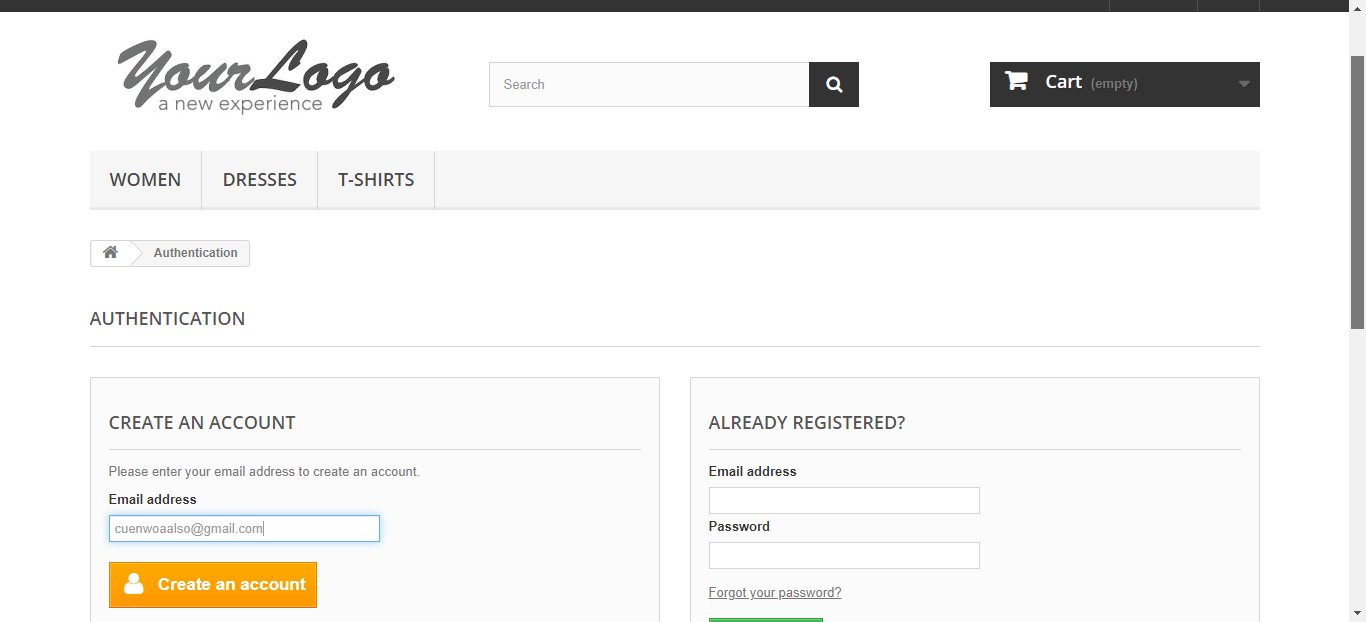 YourLogo
a new experience
Search
Cart (empty)
WOMEN DRESSES T-SHIRTS
Authentication
AUTHENTICATION
CREATE AN ACCOUNT
Please enter your email address to create an account.
Email address
cuenwoaalso@gmail.com
Create an account
ALREADY REGISTERED?
Email address
Password
Forgot your password?